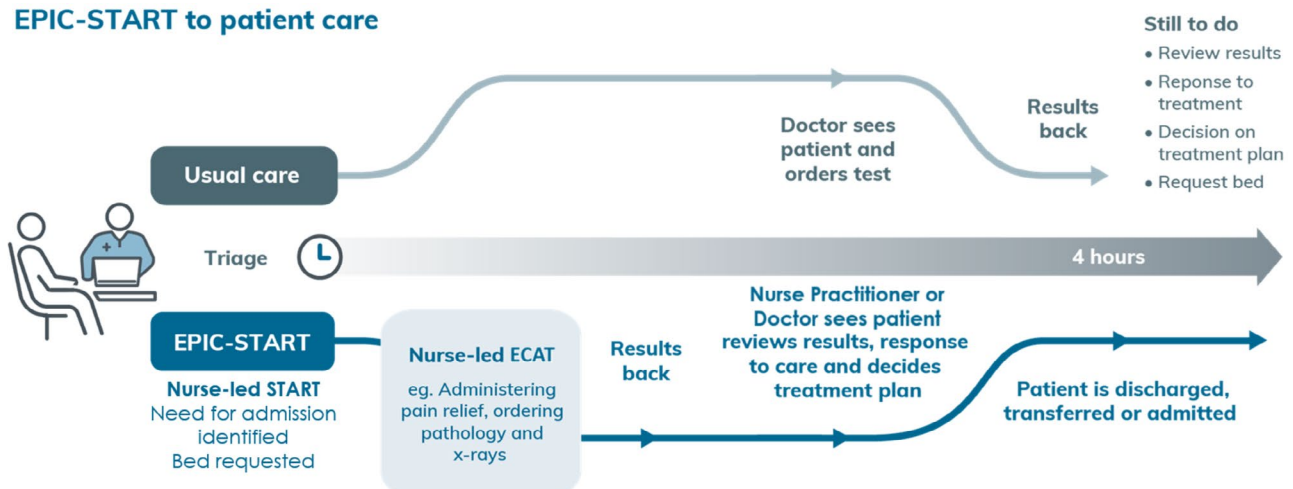 EPIC-START to patient care
Still to do
• Review results
• Reponse to
treatment
• Decision on
treatment plan
• Request bed
Results
back
Doctor sees
patient and
orders test
Usual care
Triage
4 hours
EPIC-START
Nurse-led START
Need for admission
identified
Bed requested
Nurse-led ECAT
eg. Administering
pain relief, ordering
pathology and
x-rays
Results
back
Nurse Practitioner or
Doctor sees patient
reviews results, response
to care and decides
treatment plan
Patient is discharged,
transferred or admitted